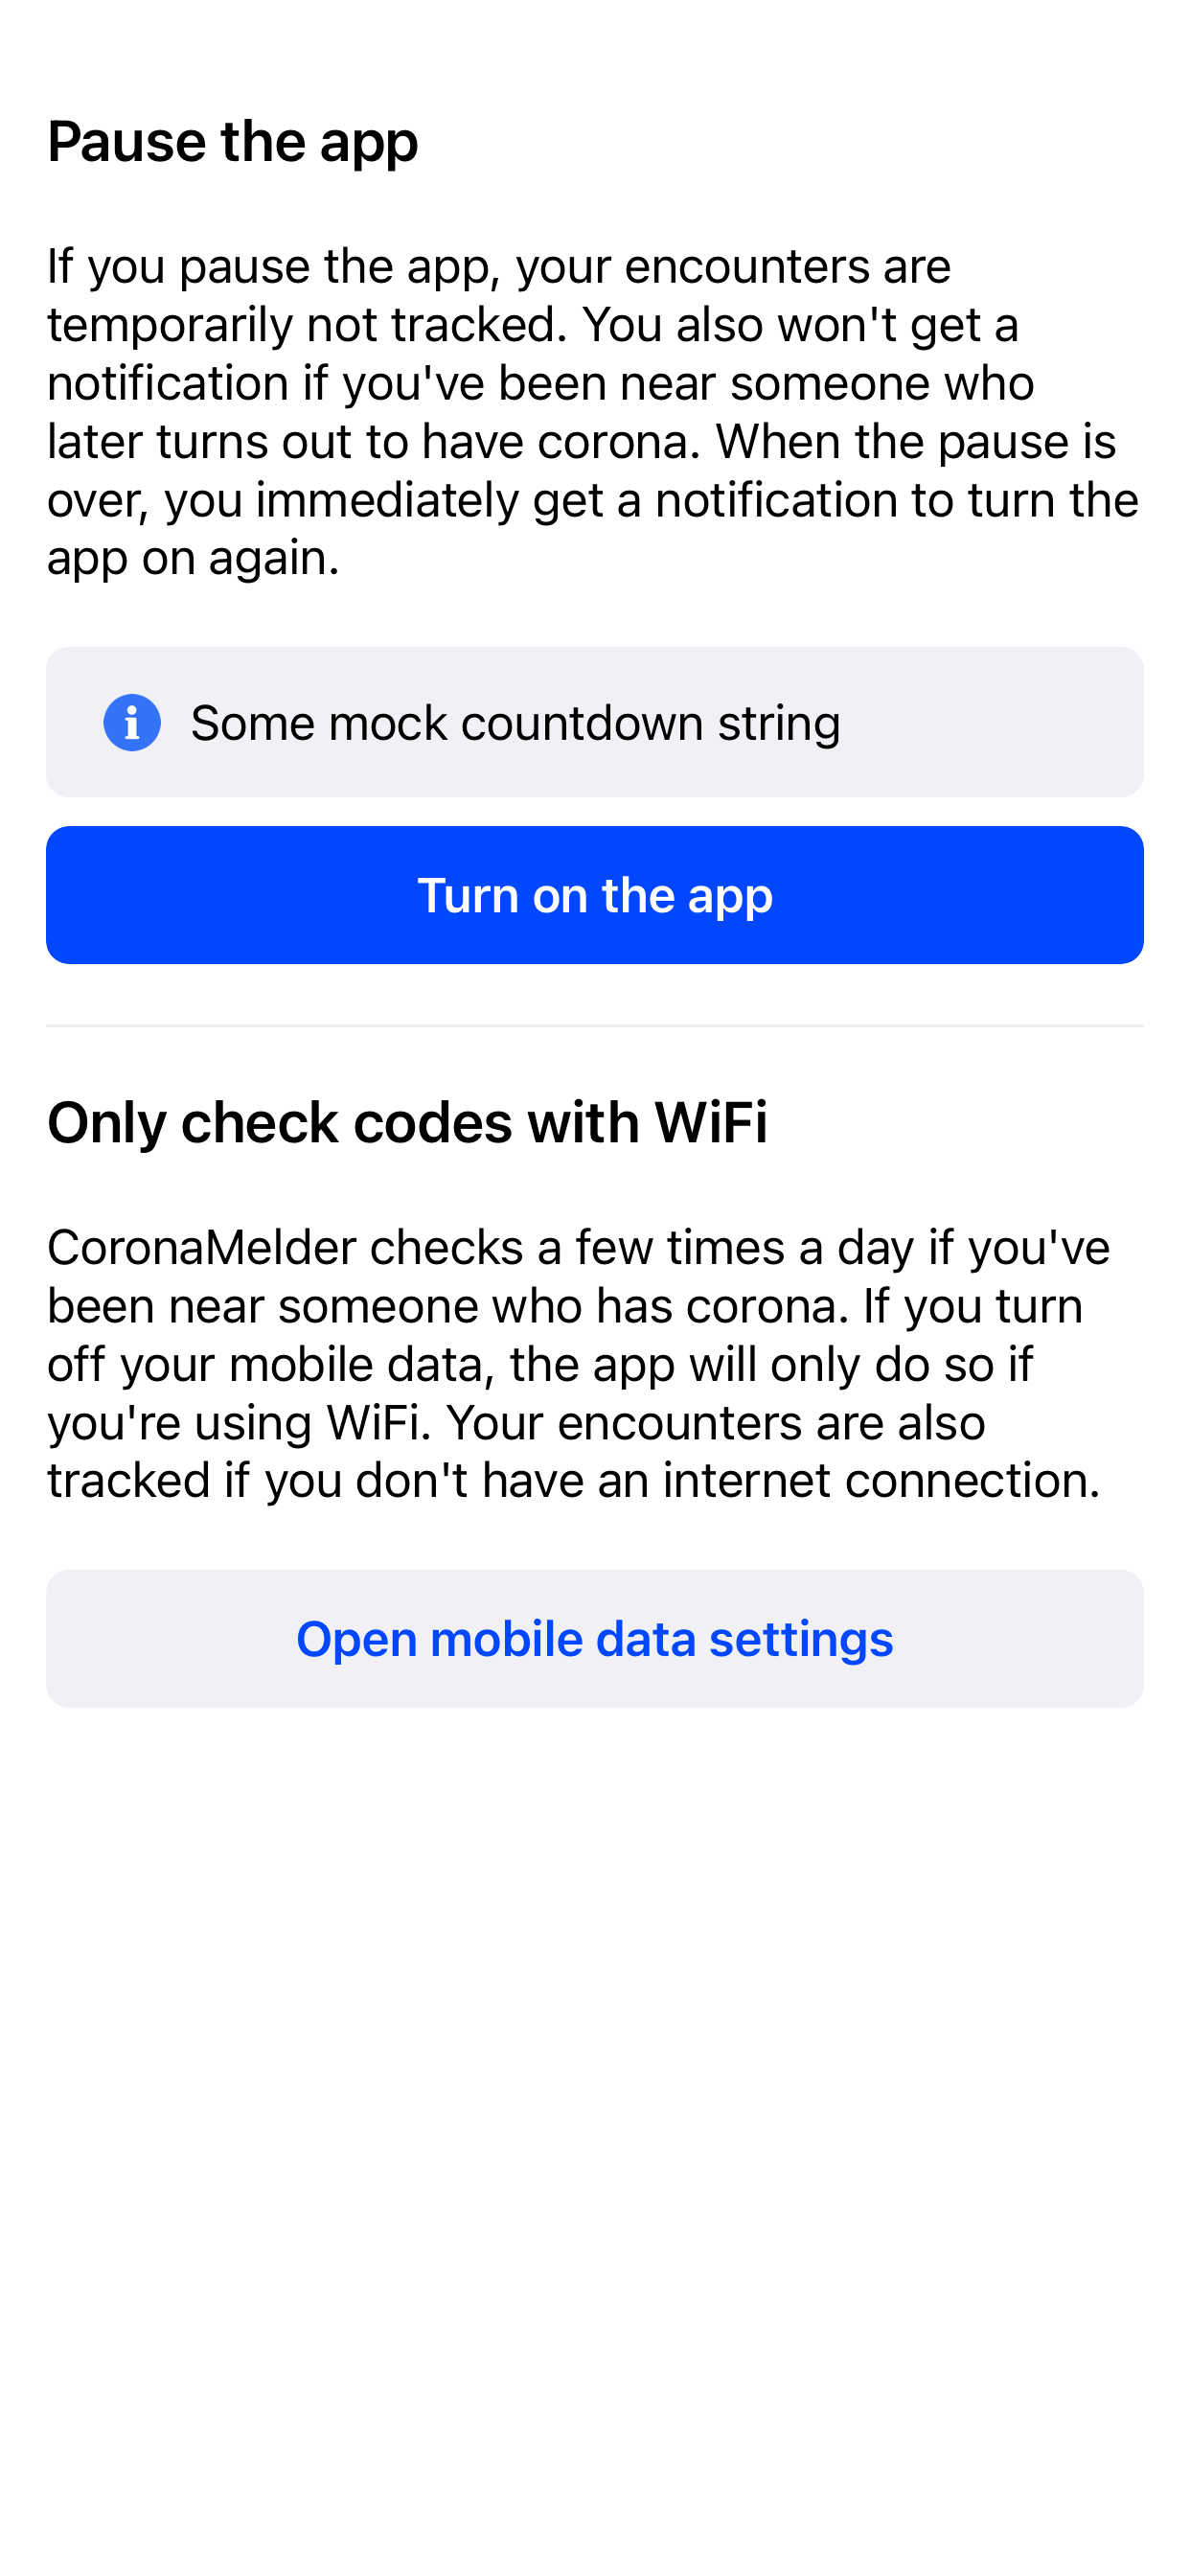 Pause the app
If you pause the app, your encounters are
temporarily not tracked. You also won't get a
notification if you've been near someone who
later turns out to have corona. When the pause is
over, you immediately get a notification to turn the
app on again.
Some mock countdown string
Turn on the app
Only check codes with WiFi
CoronaMelder checks a few times a day if you've
been near someone who has corona. If you turn
off your mobile data, the app will only do so if
you're using WiFi. Your encounters are also
tracked if you don't have an internet connection.
Open mobile data settings